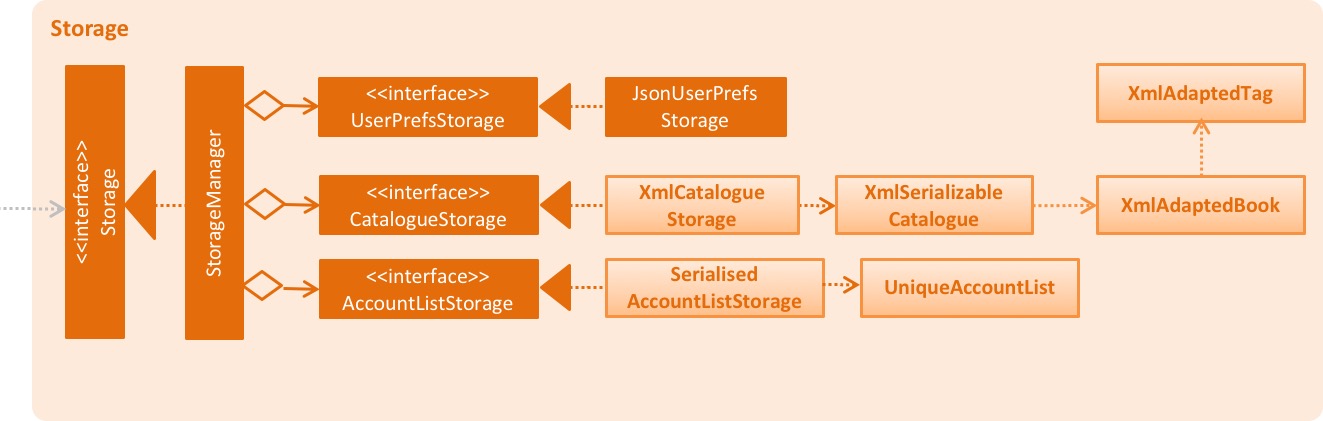 Storage
<<interface>>
Storage
StorageManager
<<interface>>
UserPrefsStorage
JsonUserPrefs
Storage
XmlAdaptedTag
<<interface>>
CatalogueStorage
XmlCatalogue
Storage
XmlSerializable
Catalogue
XmlAdaptedBook
<<interface>>
AccountListStorage
Serialised
AccountListStorage
UniqueAccountList